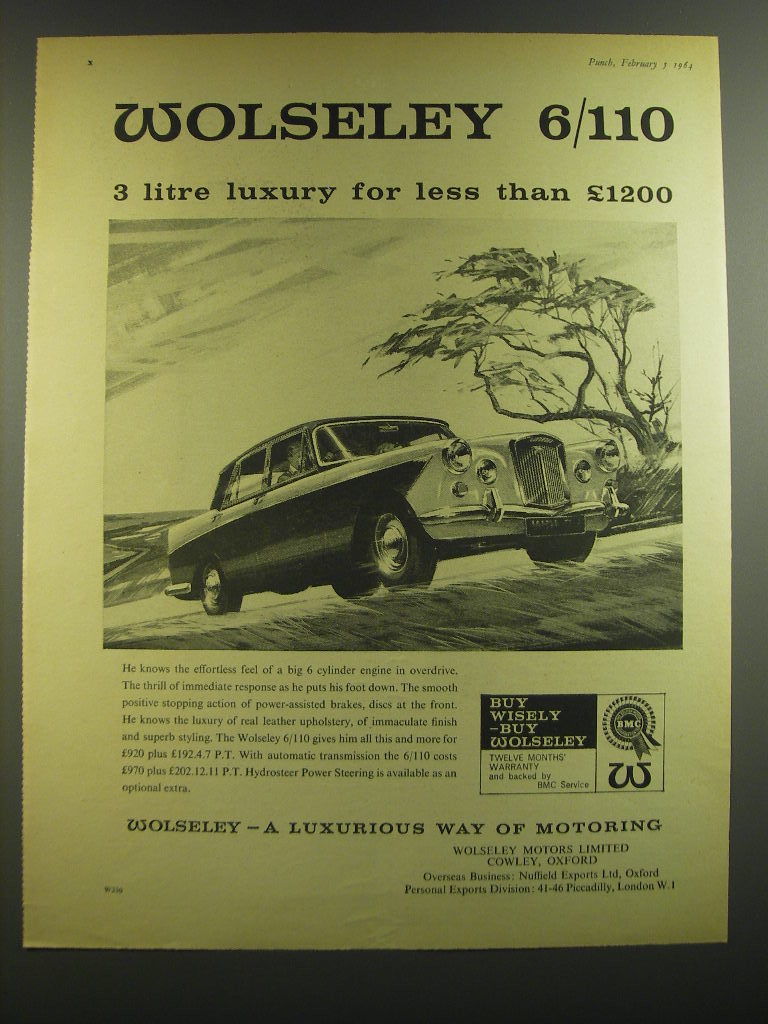 x
Punch, February 5 1964
WOLSELEY 6/110
3 litre luxury for less than £1200
He knows the effortless feel of a big 6 cylinder engine in overdrive.
The thrill of immediate response as he puts his foot down. The smooth
positive stopping action of power-assisted brakes, discs at the front.
He knows the luxury of real leather upholstery, of immaculate finish
and superb styling. The Wolseley 6/110 gives him all this and more for
£920 plus £192.4.7 P.T. With automatic transmission the 6/110 costs
£970 plus £202.12.11 P.T. Hydrosteer Power Steering is available as an
optional extra.
BUY
WISELY
–BUY
WOLSELEY
TWELVE MONTHS'
WARRANTY
and backed by
BMC Service
BMC
W
WOLSELEY – A LUXURIOUS WAY OF MOTORING
WOLSELEY MOTORS LIMITED
COWLEY, OXFORD
Overseas Business: Nuffield Exports Ltd, Oxford
Personal Exports Division: 41-46 Piccadilly, London W.1